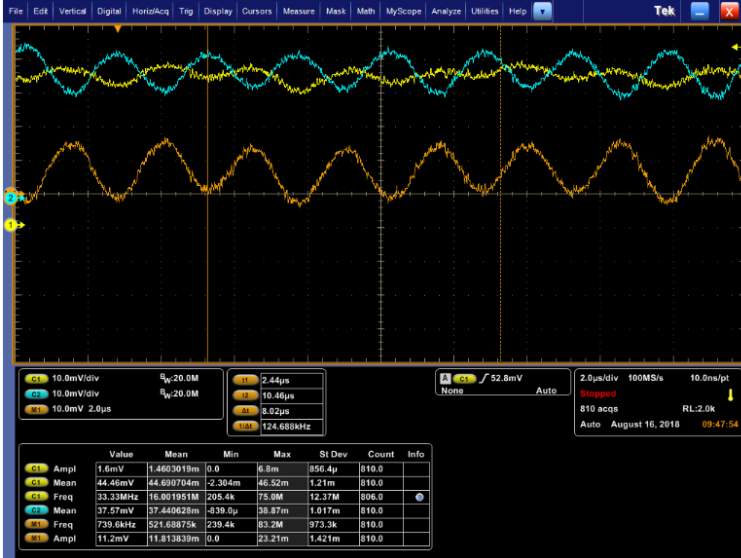 File Edit Vertical Digital Horiz/Acq Trig Display Cursors Measure Mask Math MyScope Analyze Utilities Help Tek X
2
1
C1 10.0mV/div BW:20.0M
C2 10.0mV/div BW:20.0M
M1 10.0mV 2.0µs
t1 2.44µs
t2 10.46µs
Δt 8.02µs
1/Δt 124.688kHz
A C1 52.8mV
None Auto
2.0µs/div 100MS/s 10.0ns/pt
Stopped
810 acqs RL:2.0k
Auto August 16, 2018 09:47:54
Value Mean Min Max St Dev Count Info
C1 Ampl 1.6mV 1.4603019m 0.0 6.8m 856.4µ 810.0
C1 Mean 44.46mV 44.690704m -2.304m 46.52m 1.21m 810.0
C1 Freq 33.33MHz 16.001951M 205.4k 75.0M 12.37M 806.0
C2 Mean 37.57mV 37.440628m -839.0µ 38.87m 1.017m 810.0
M1 Freq 739.6kHz 521.68875k 239.4k 83.2M 973.3k 810.0
M1 Ampl 11.2mV 11.813839m 0.0 23.21m 1.421m 810.0